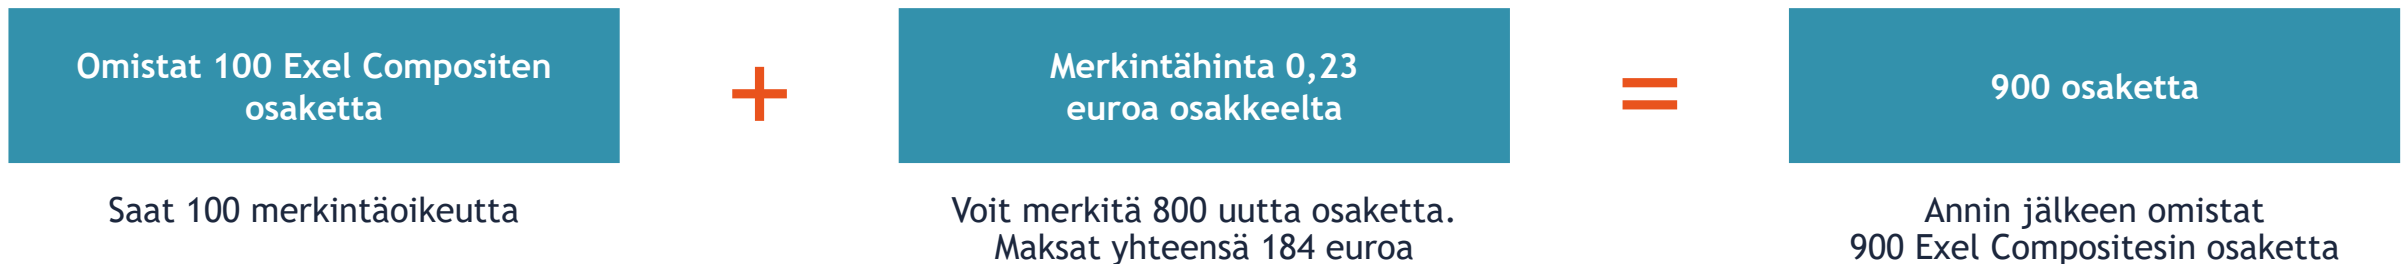 Omistat 100 Exel Compositen
osaketta
Saat 100 merkintäoikeutta
+
Merkintähinta 0,23
euroa osakkeelta
Voit merkitä 800 uutta osaketta.
Maksat yhteensä 184 euroa
=
900 osaketta
Annin jälkeen omistat
900 Exel Compositesin osaketta